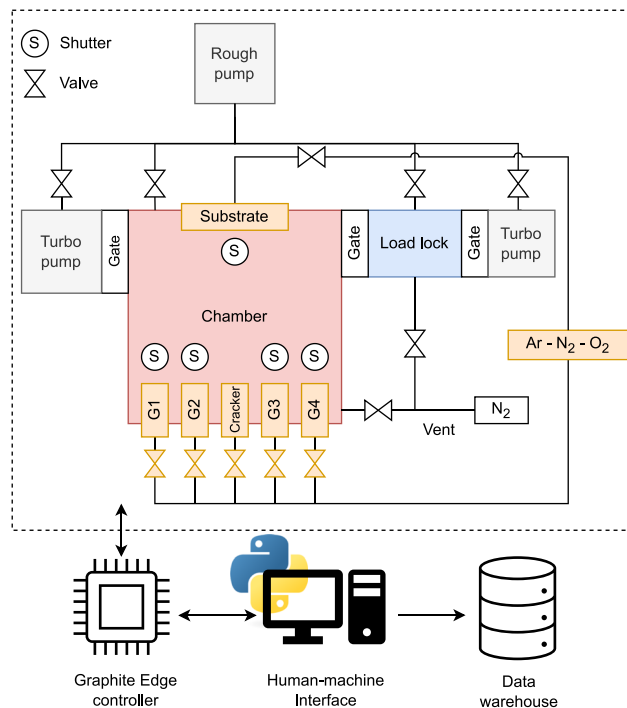 S
Shutter
Valve
Rough
pump
Turbo
pump
Gate
Substrate
S
Gate
Load lock
Gate
Turbo
pump
Chamber
Ar - N₂ - O₂
S
S
S
S
G1
G2
Cracker
G3
G4
N₂
Vent
Graphite Edge
controller
Human-machine
Interface
Data
warehouse